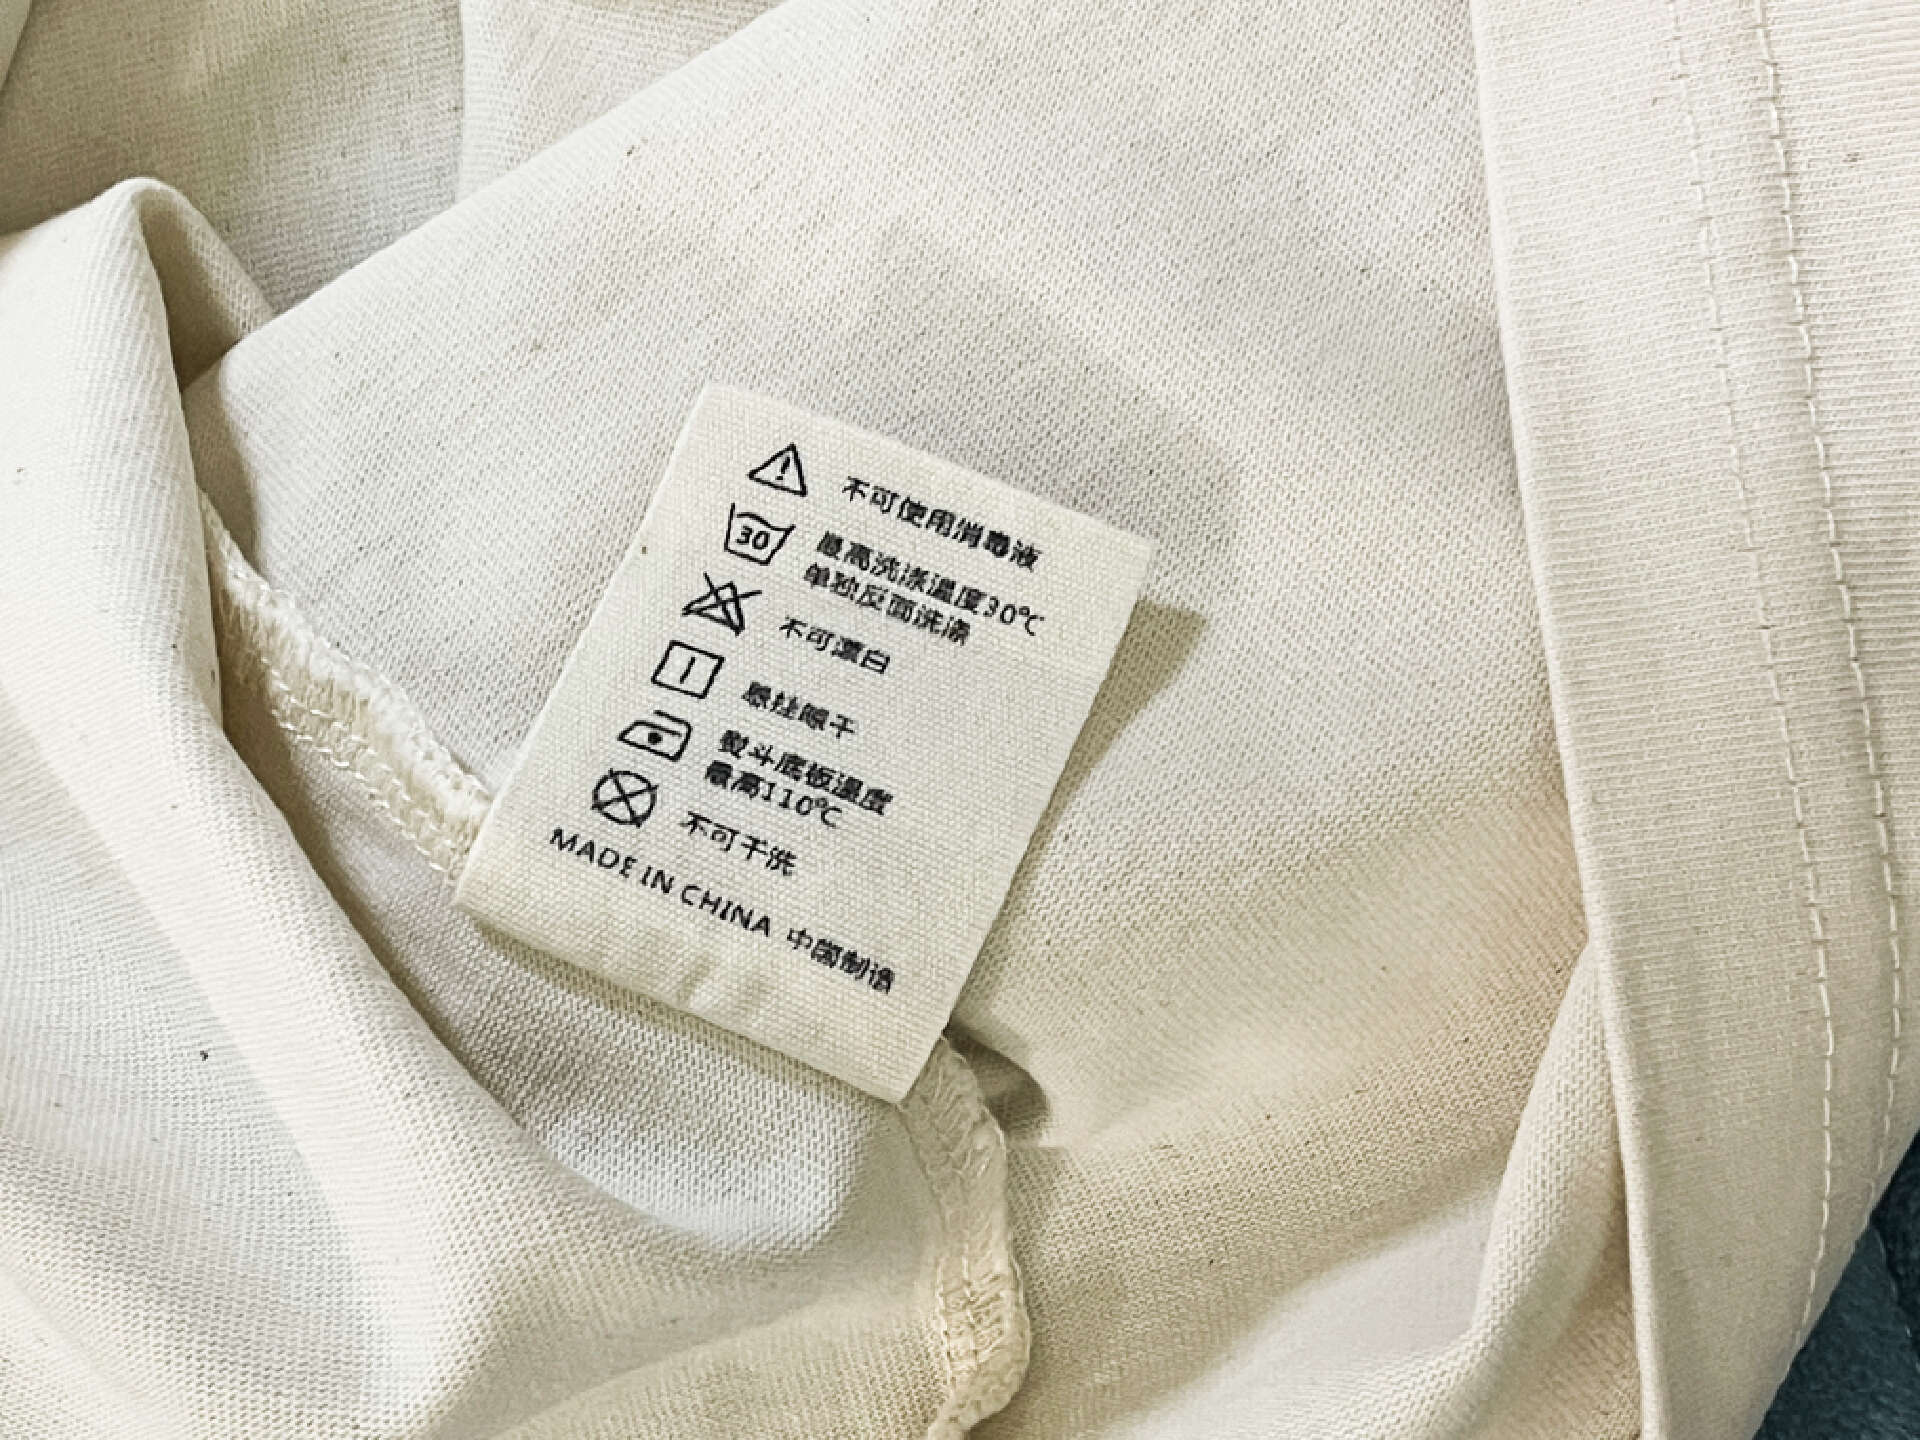 不可使用消毒液
30
最高洗涤温度30℃
单独反面洗涤
不可漂白
悬挂晾干
熨斗底板温度
最高110℃
不可干洗
MADE IN CHINA 中国制造